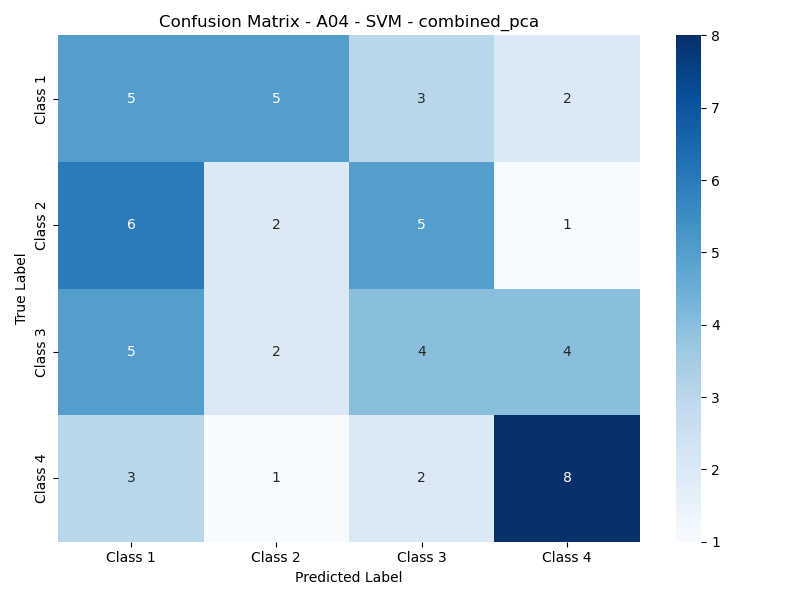 Confusion Matrix - A04 - SVM - combined_pca
True Label
Class 1
5 5 3 2
Class 2
6 2 5 1
Class 3
5 2 4 4
Class 4
3 1 2 8
Class 1 Class 2 Class 3 Class 4
Predicted Label
8
7
6
5
4
3
2
1